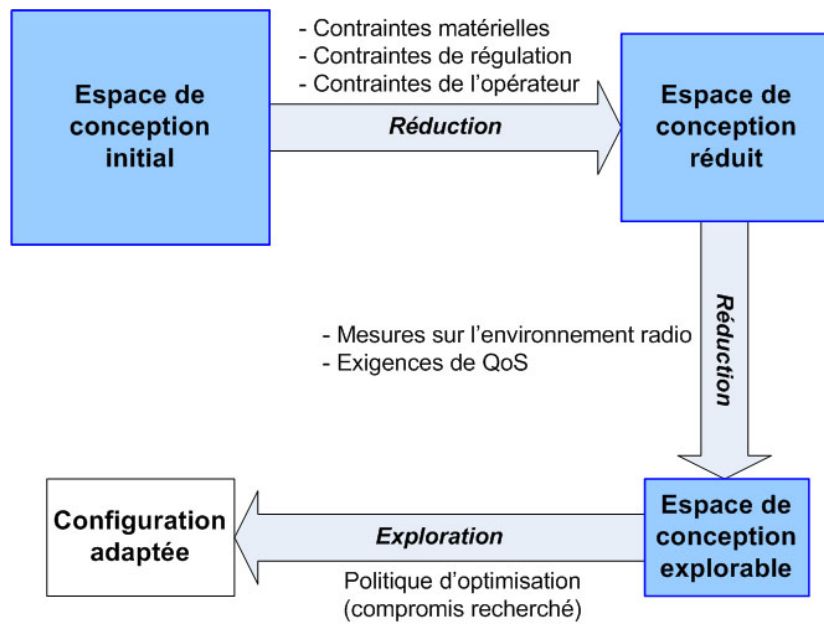 Espace de
conception
initial
- Contraintes matérielles
- Contraintes de régulation
- Contraintes de l'opérateur
Réduction
Espace de
conception
réduit
- Mesures sur l'environnement radio
- Exigences de QoS
Réduction
Espace de
conception
explorable
Exploration
Politique d'optimisation
(compromis recherché)
Configuration
adaptée